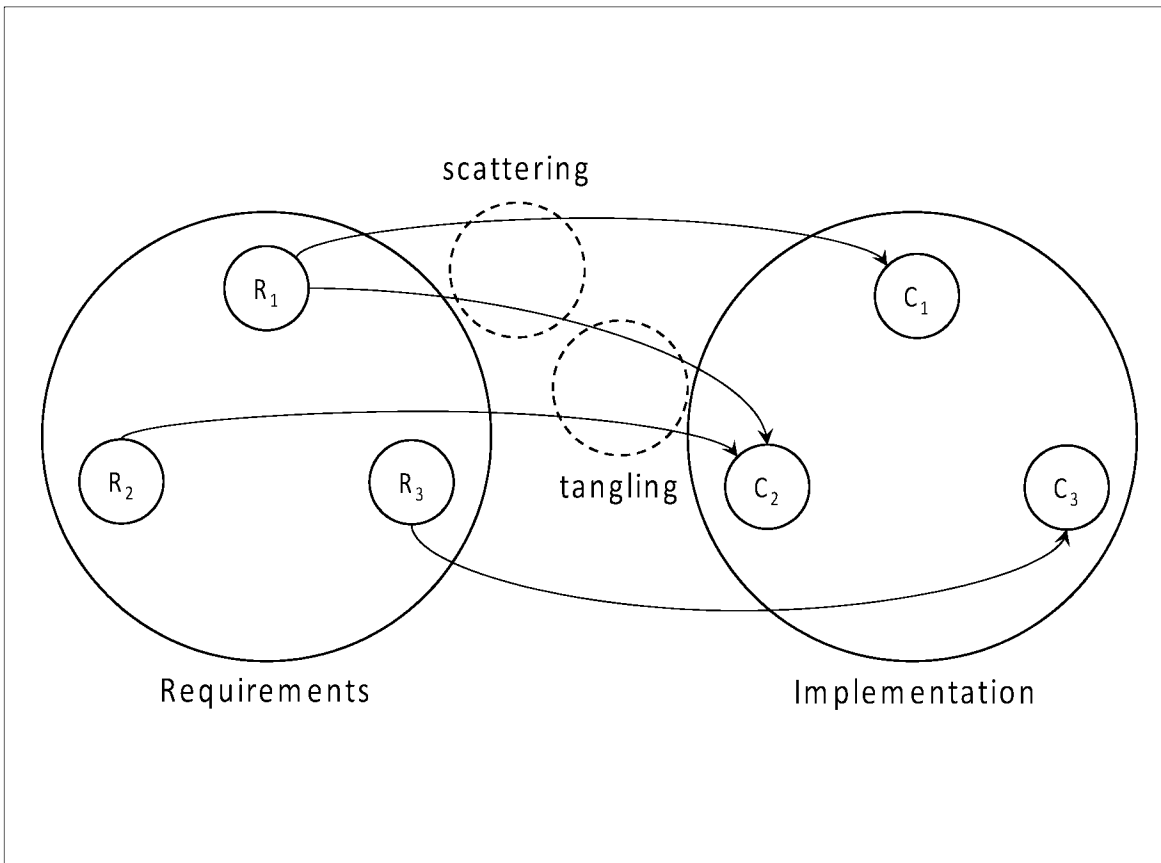 scattering
R₁
C₁
R₂
R₃
tangling
C₂
C₃
Requirements
Implementation